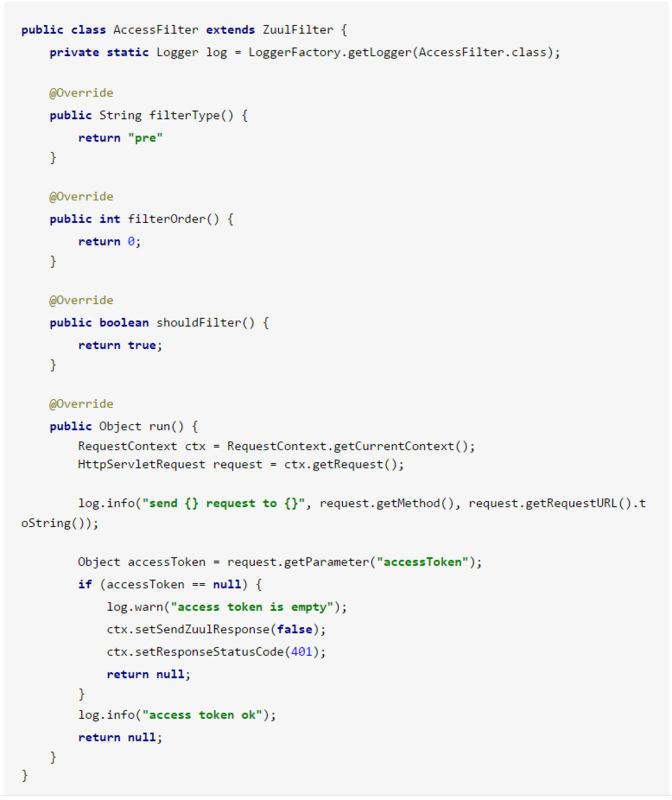 public class AccessFilter extends ZuulFilter {
    private static Logger log = LoggerFactory.getLogger(AccessFilter.class);

    @Override
    public String filterType() {
        return "pre"
    }

    @Override
    public int filterOrder() {
        return 0;
    }

    @Override
    public boolean shouldFilter() {
        return true;
    }

    @Override
    public Object run() {
        RequestContext ctx = RequestContext.getCurrentContext();
        HttpServletRequest request = ctx.getRequest();

        log.info("send {} request to {}", request.getMethod(), request.getRequestURL().t
oString());

        Object accessToken = request.getParameter("accessToken");
        if (accessToken == null) {
            log.warn("access token is empty");
            ctx.setSendZuulResponse(false);
            ctx.setResponseStatusCode(401);
            return null;
        }
        log.info("access token ok");
        return null;
    }
}